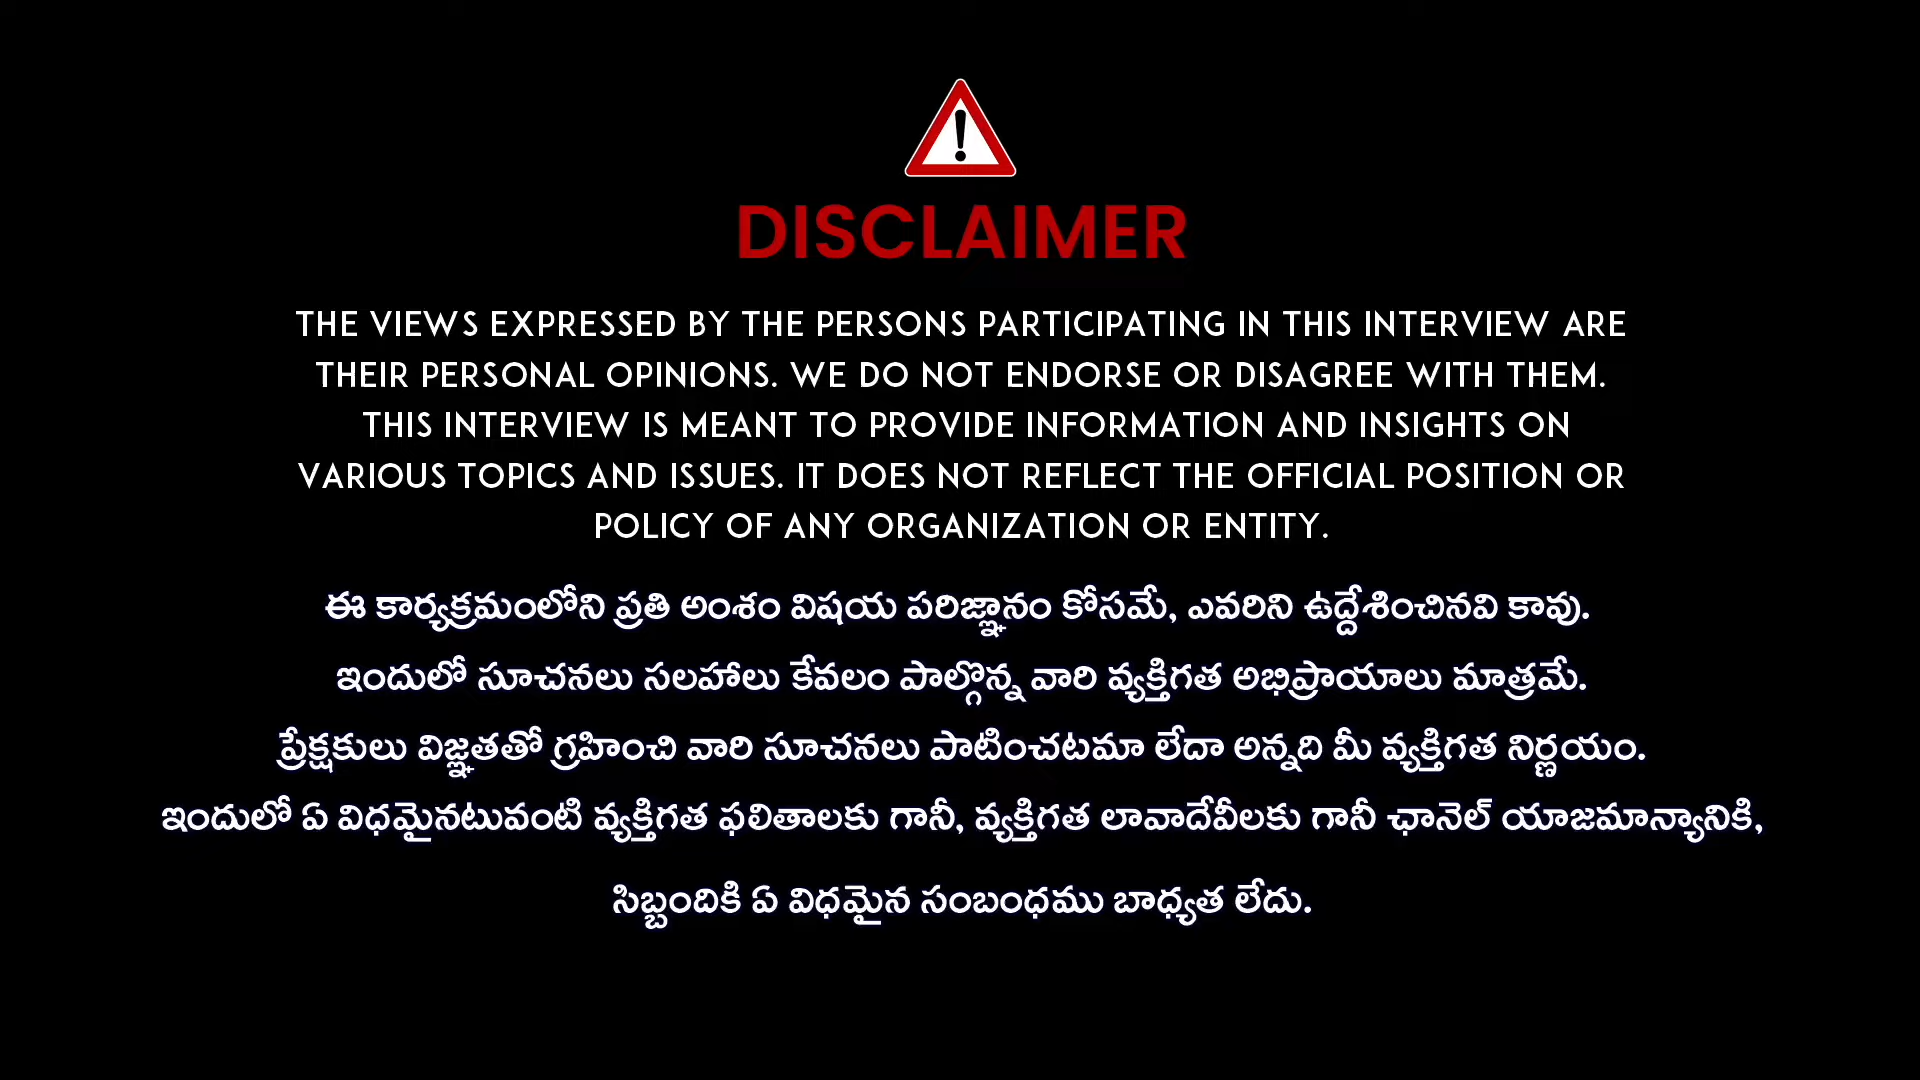 DISCLAIMER
THE VIEWS EXPRESSED BY THE PERSONS PARTICIPATING IN THIS INTERVIEW ARE
THEIR PERSONAL OPINIONS. WE DO NOT ENDORSE OR DISAGREE WITH THEM.
THIS INTERVIEW IS MEANT TO PROVIDE INFORMATION AND INSIGHTS ON
VARIOUS TOPICS AND ISSUES. IT DOES NOT REFLECT THE OFFICIAL POSITION OR
POLICY OF ANY ORGANIZATION OR ENTITY.
ఈ కార్యక్రమంలోని ప్రతి అంశం విషయ పరిజ్ఞానం కోసమే, ఎవరిని ఉద్దేశించినవి కావు.
ఇందులో సూచనలు సలహాలు కేవలం పాల్గొన్న వారి వ్యక్తిగత అభిప్రాయాలు మాత్రమే.
ప్రేక్షకులు విజ్ఞతతో గ్రహించి వారి సూచనలు పాటించటమా లేదా అన్నది మీ వ్యక్తిగత నిర్ణయం.
ఇందులో ఏ విధమైనటువంటి వ్యక్తిగత ఫలితాలకు గానీ, వ్యక్తిగత లావాదేవీలకు గానీ ఛానెల్ యాజమాన్యానికి,
సిబ్బందికి ఏ విధమైన సంబంధము బాధ్యత లేదు.